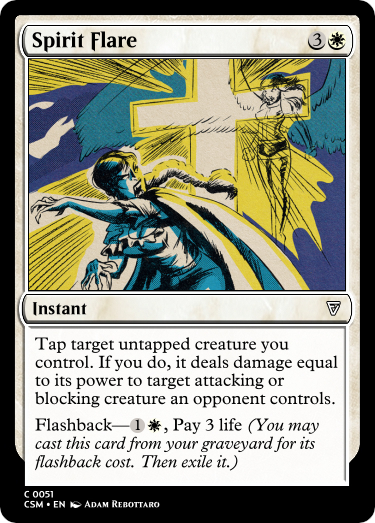 Spirit Flare 3
Instant
Tap target untapped creature you
control. If you do, it deals damage equal
to its power to target attacking or
blocking creature an opponent controls.
Flashback—1, Pay 3 life (You may
cast this card from your graveyard for its
flashback cost. Then exile it.)
C 0051
CSM • EN Adam Rebottaro